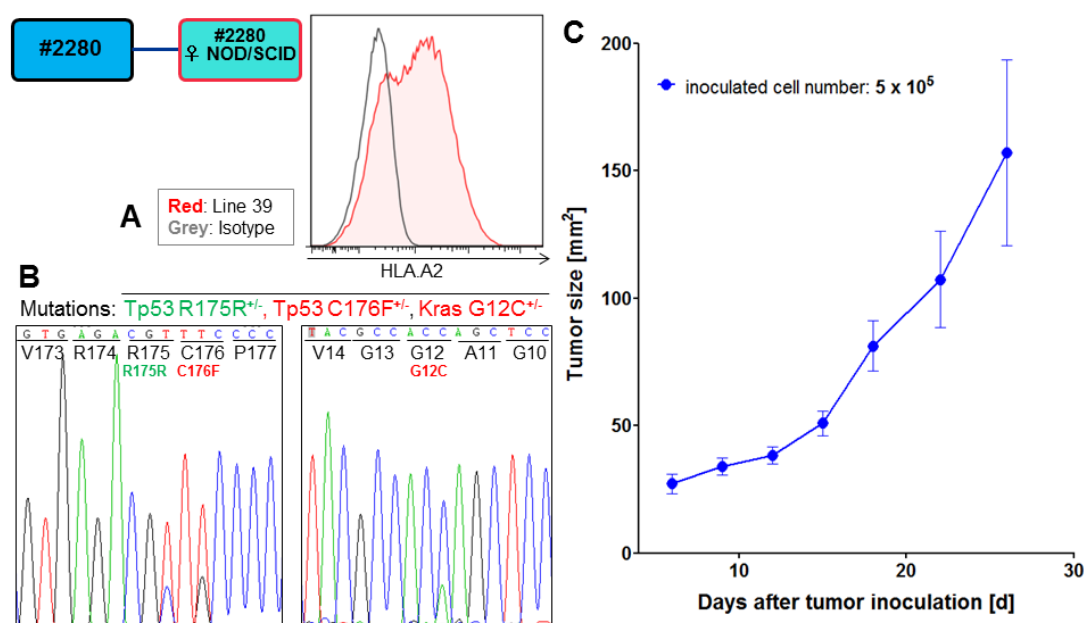 #2280
#2280
♀ NOD/SCID
A
Red: Line 39
Grey: Isotype
HLA.A2
B
Mutations: Tp53 R175R+/-, Tp53 C176F+/-, Kras G12C+/-
G T G A G A C G T T T C C C C
V173 R174 R175 C176 P177
R175R C176F
T A C G C C A C C A G C T C C
V14 G13 G12 A11 G10
G12C
C
inoculated cell number: 5 x 10⁵
Tumor size [mm²]
200
150
100
50
0
10 20 30
Days after tumor inoculation [d]